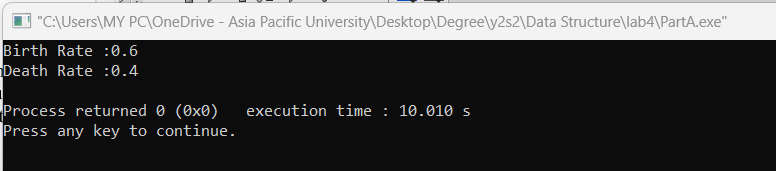 "C:\Users\MY PC\OneDrive - Asia Pacific University\Desktop\Degree\y2s2\Data Structure\lab4\PartA.exe"
Birth Rate :0.6
Death Rate :0.4
Process returned 0 (0x0)   execution time : 10.010 s
Press any key to continue.